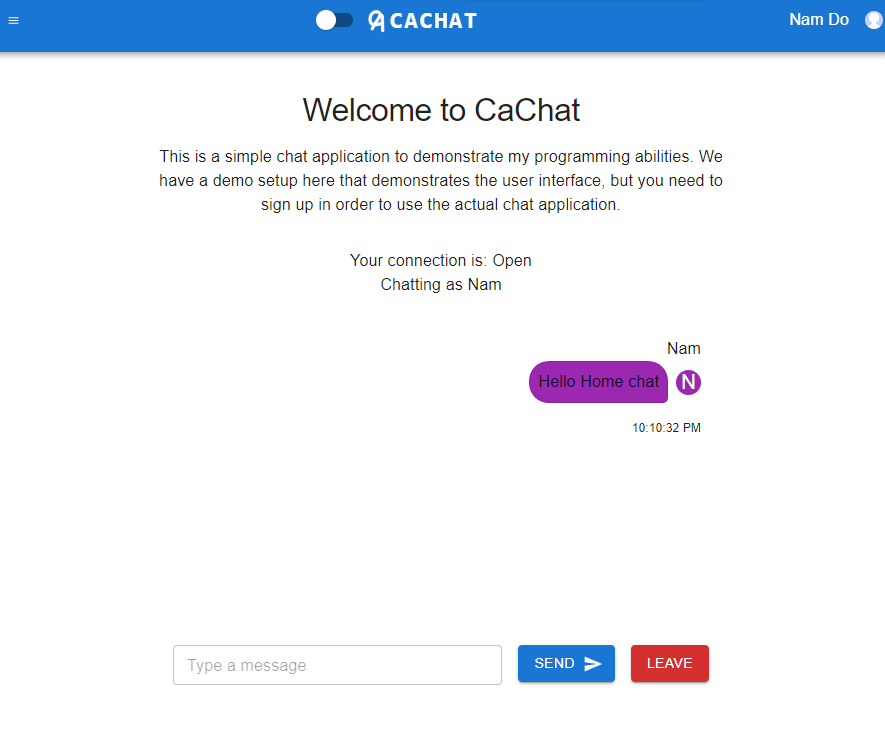 CACHAT
Nam Do
Welcome to CaChat
This is a simple chat application to demonstrate my programming abilities. We
have a demo setup here that demonstrates the user interface, but you need to
sign up in order to use the actual chat application.
Your connection is: Open
Chatting as Nam
Nam
Hello Home chat
N
10:10:32 PM
Type a message
SEND
LEAVE